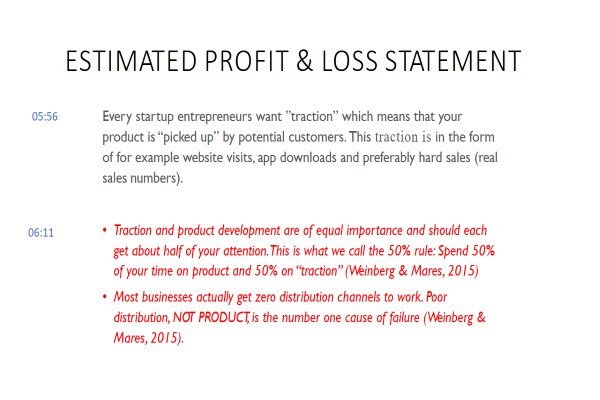 ESTIMATED PROFIT & LOSS STATEMENT
05:56
Every startup entrepreneurs want ”traction” which means that your
product is “picked up” by potential customers. This traction is in the form
of for example website visits, app downloads and preferably hard sales (real
sales numbers).
06:11
• Traction and product development are of equal importance and should each
get about half of your attention. This is what we call the 50% rule: Spend 50%
of your time on product and 50% on “traction” (Weinberg & Mares, 2015)
• Most businesses actually get zero distribution channels to work. Poor
distribution, NOT PRODUCT, is the number one cause of failure (Weinberg &
Mares, 2015).